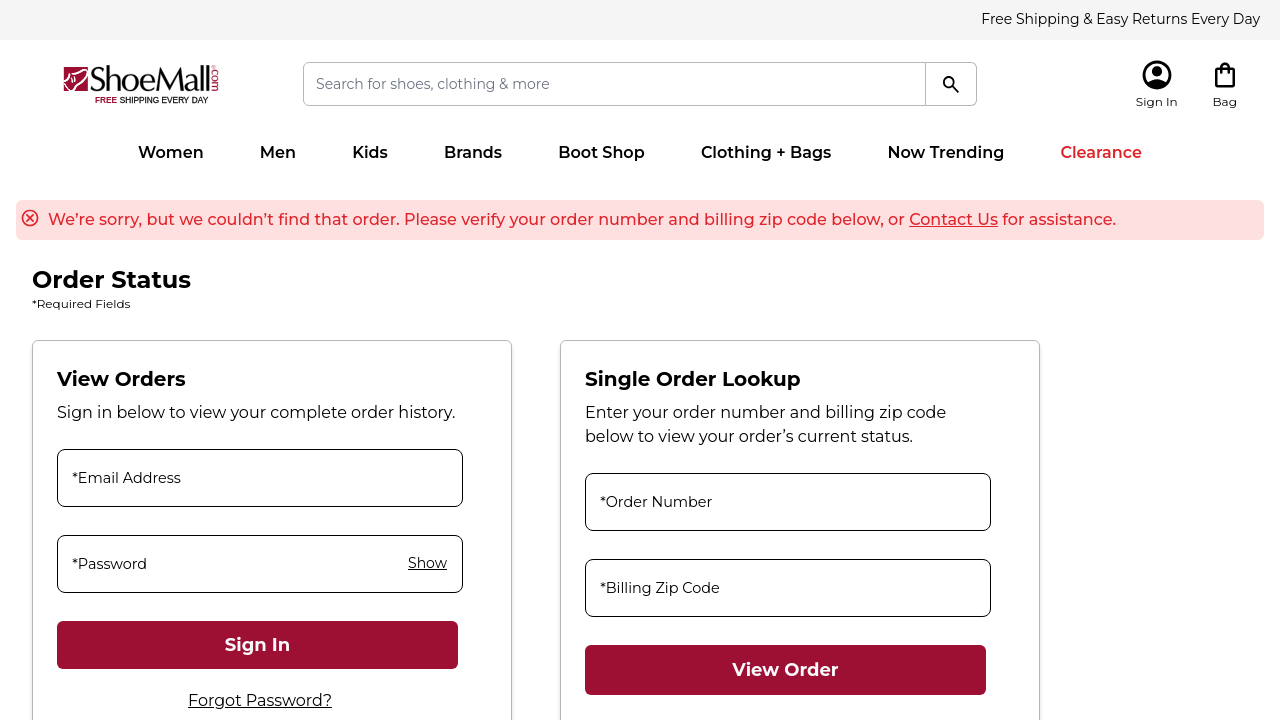 Free Shipping & Easy Returns Every Day
ShoeMall.com
FREE SHIPPING EVERY DAY
Search for shoes, clothing & more
Sign In
Bag
Women Men Kids Brands Boot Shop Clothing + Bags Now Trending Clearance
We’re sorry, but we couldn’t find that order. Please verify your order number and billing zip code below, or Contact Us for assistance.
Order Status
*Required Fields
View Orders
Sign in below to view your complete order history.
*Email Address
*Password Show
Sign In
Forgot Password?
Single Order Lookup
Enter your order number and billing zip code
below to view your order’s current status.
*Order Number
*Billing Zip Code
View Order